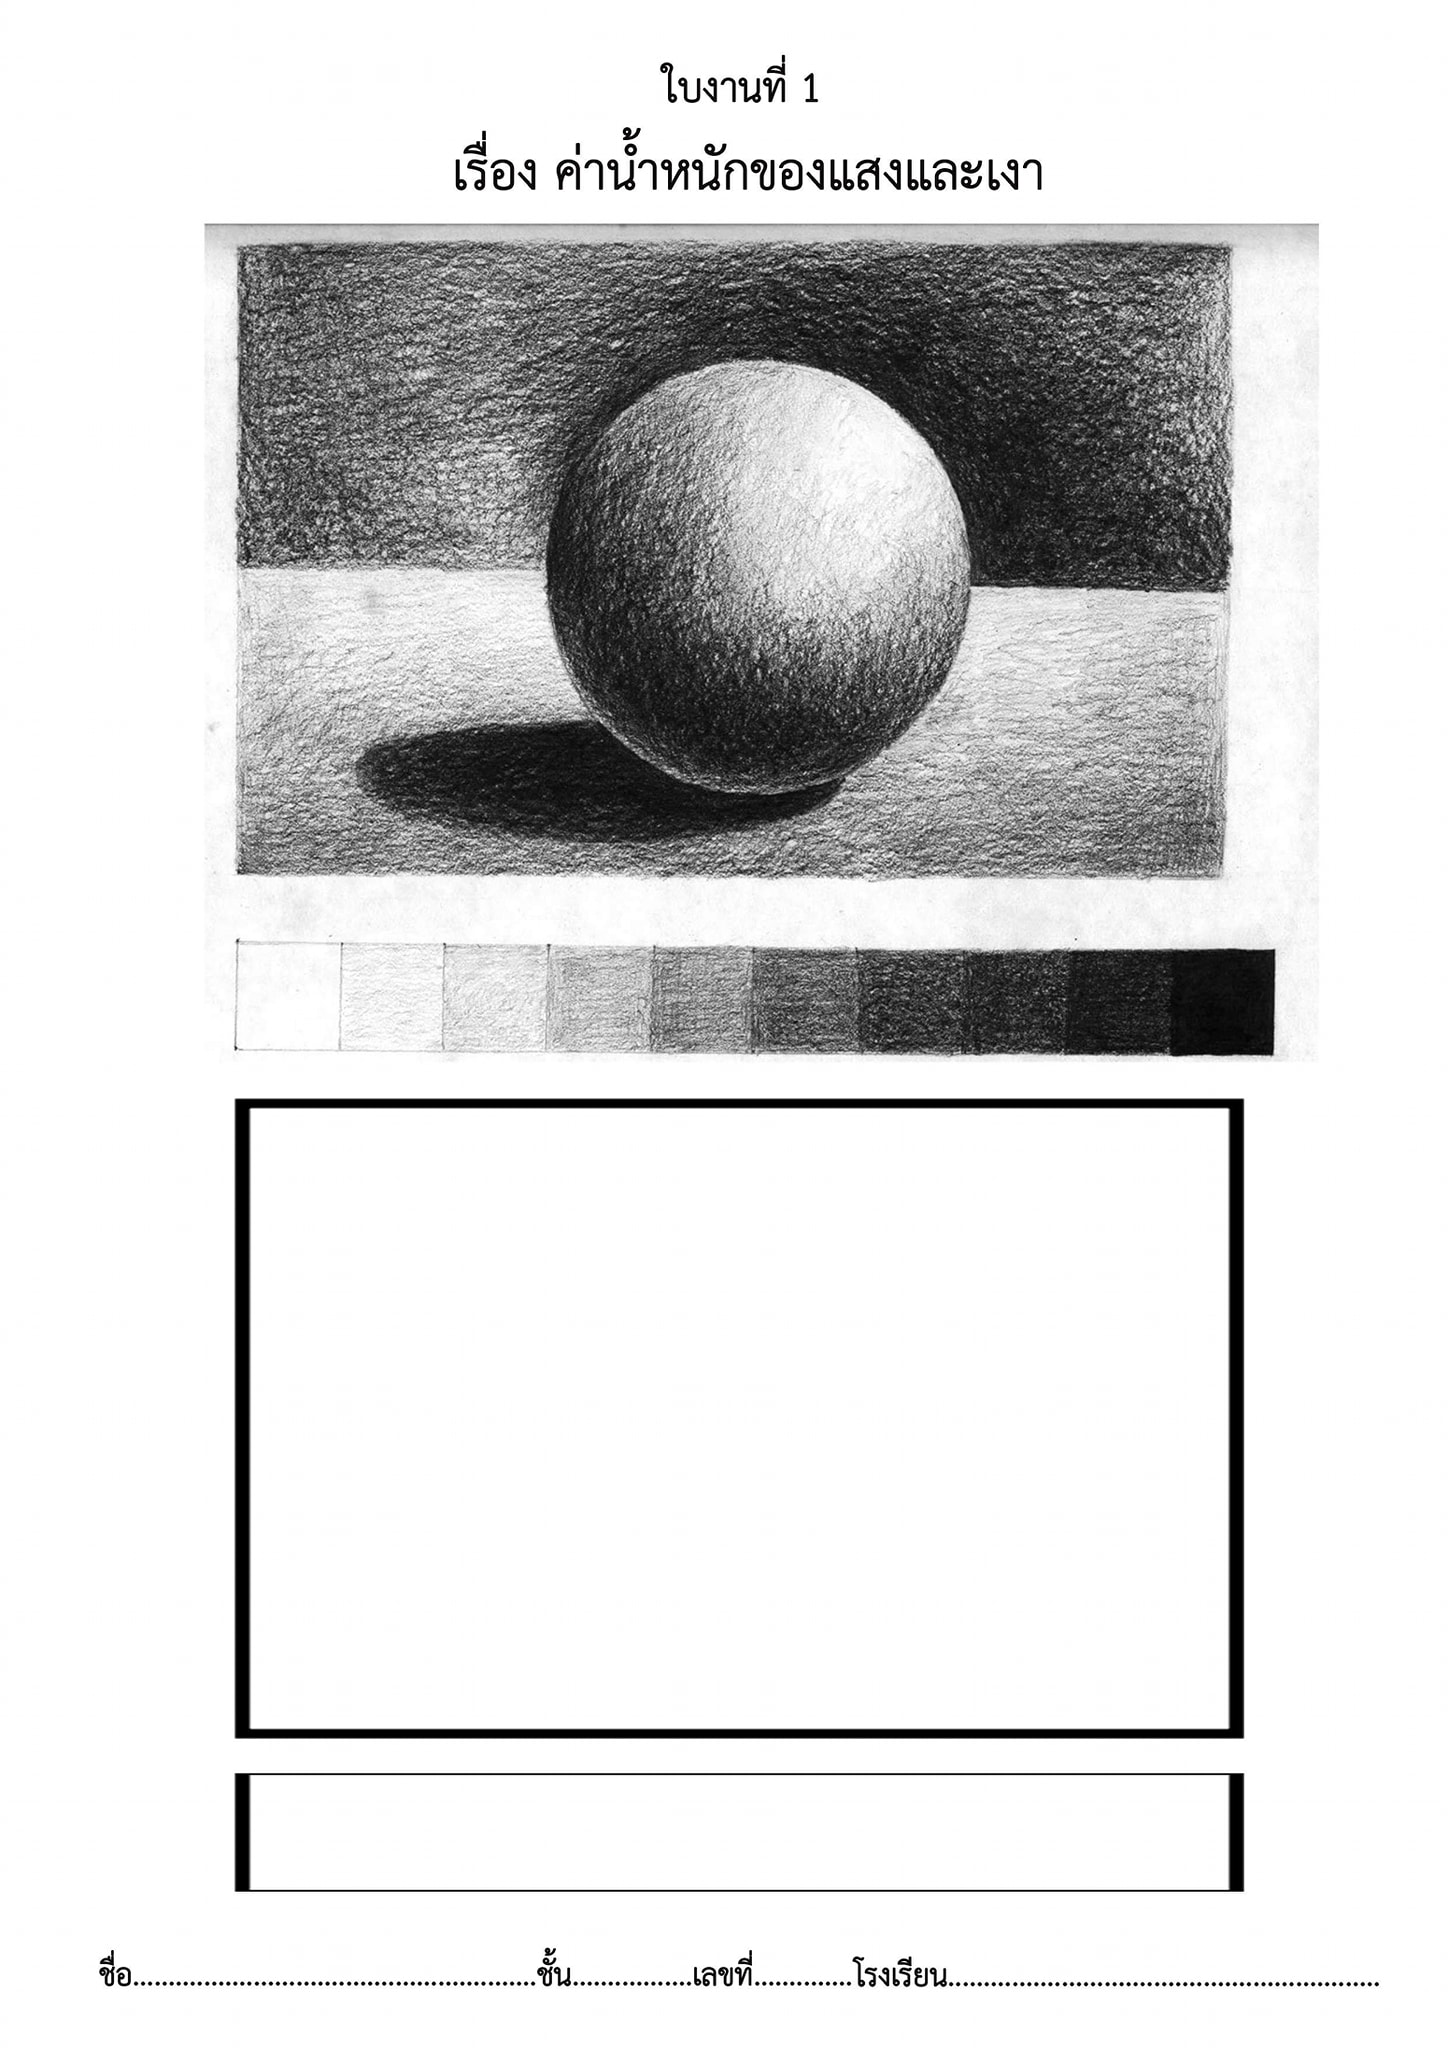 ใบงานที่ 1
เรื่อง ค่าน้ำหนักของแสงและเงา
ชื่อ........................................................ชั้น.................เลขที่..............โรงเรียน.............................................................